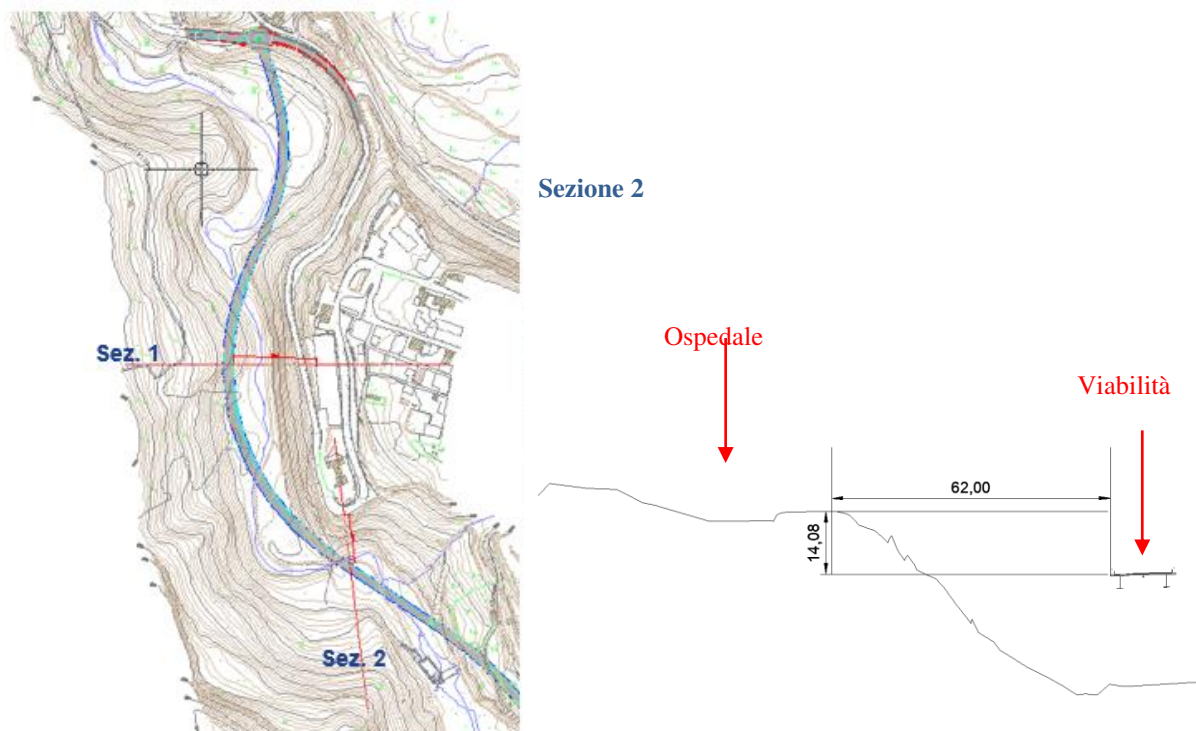 Sez. 1
Sez. 2
Sezione 2
Ospedale
Viabilità
62,00
14,08